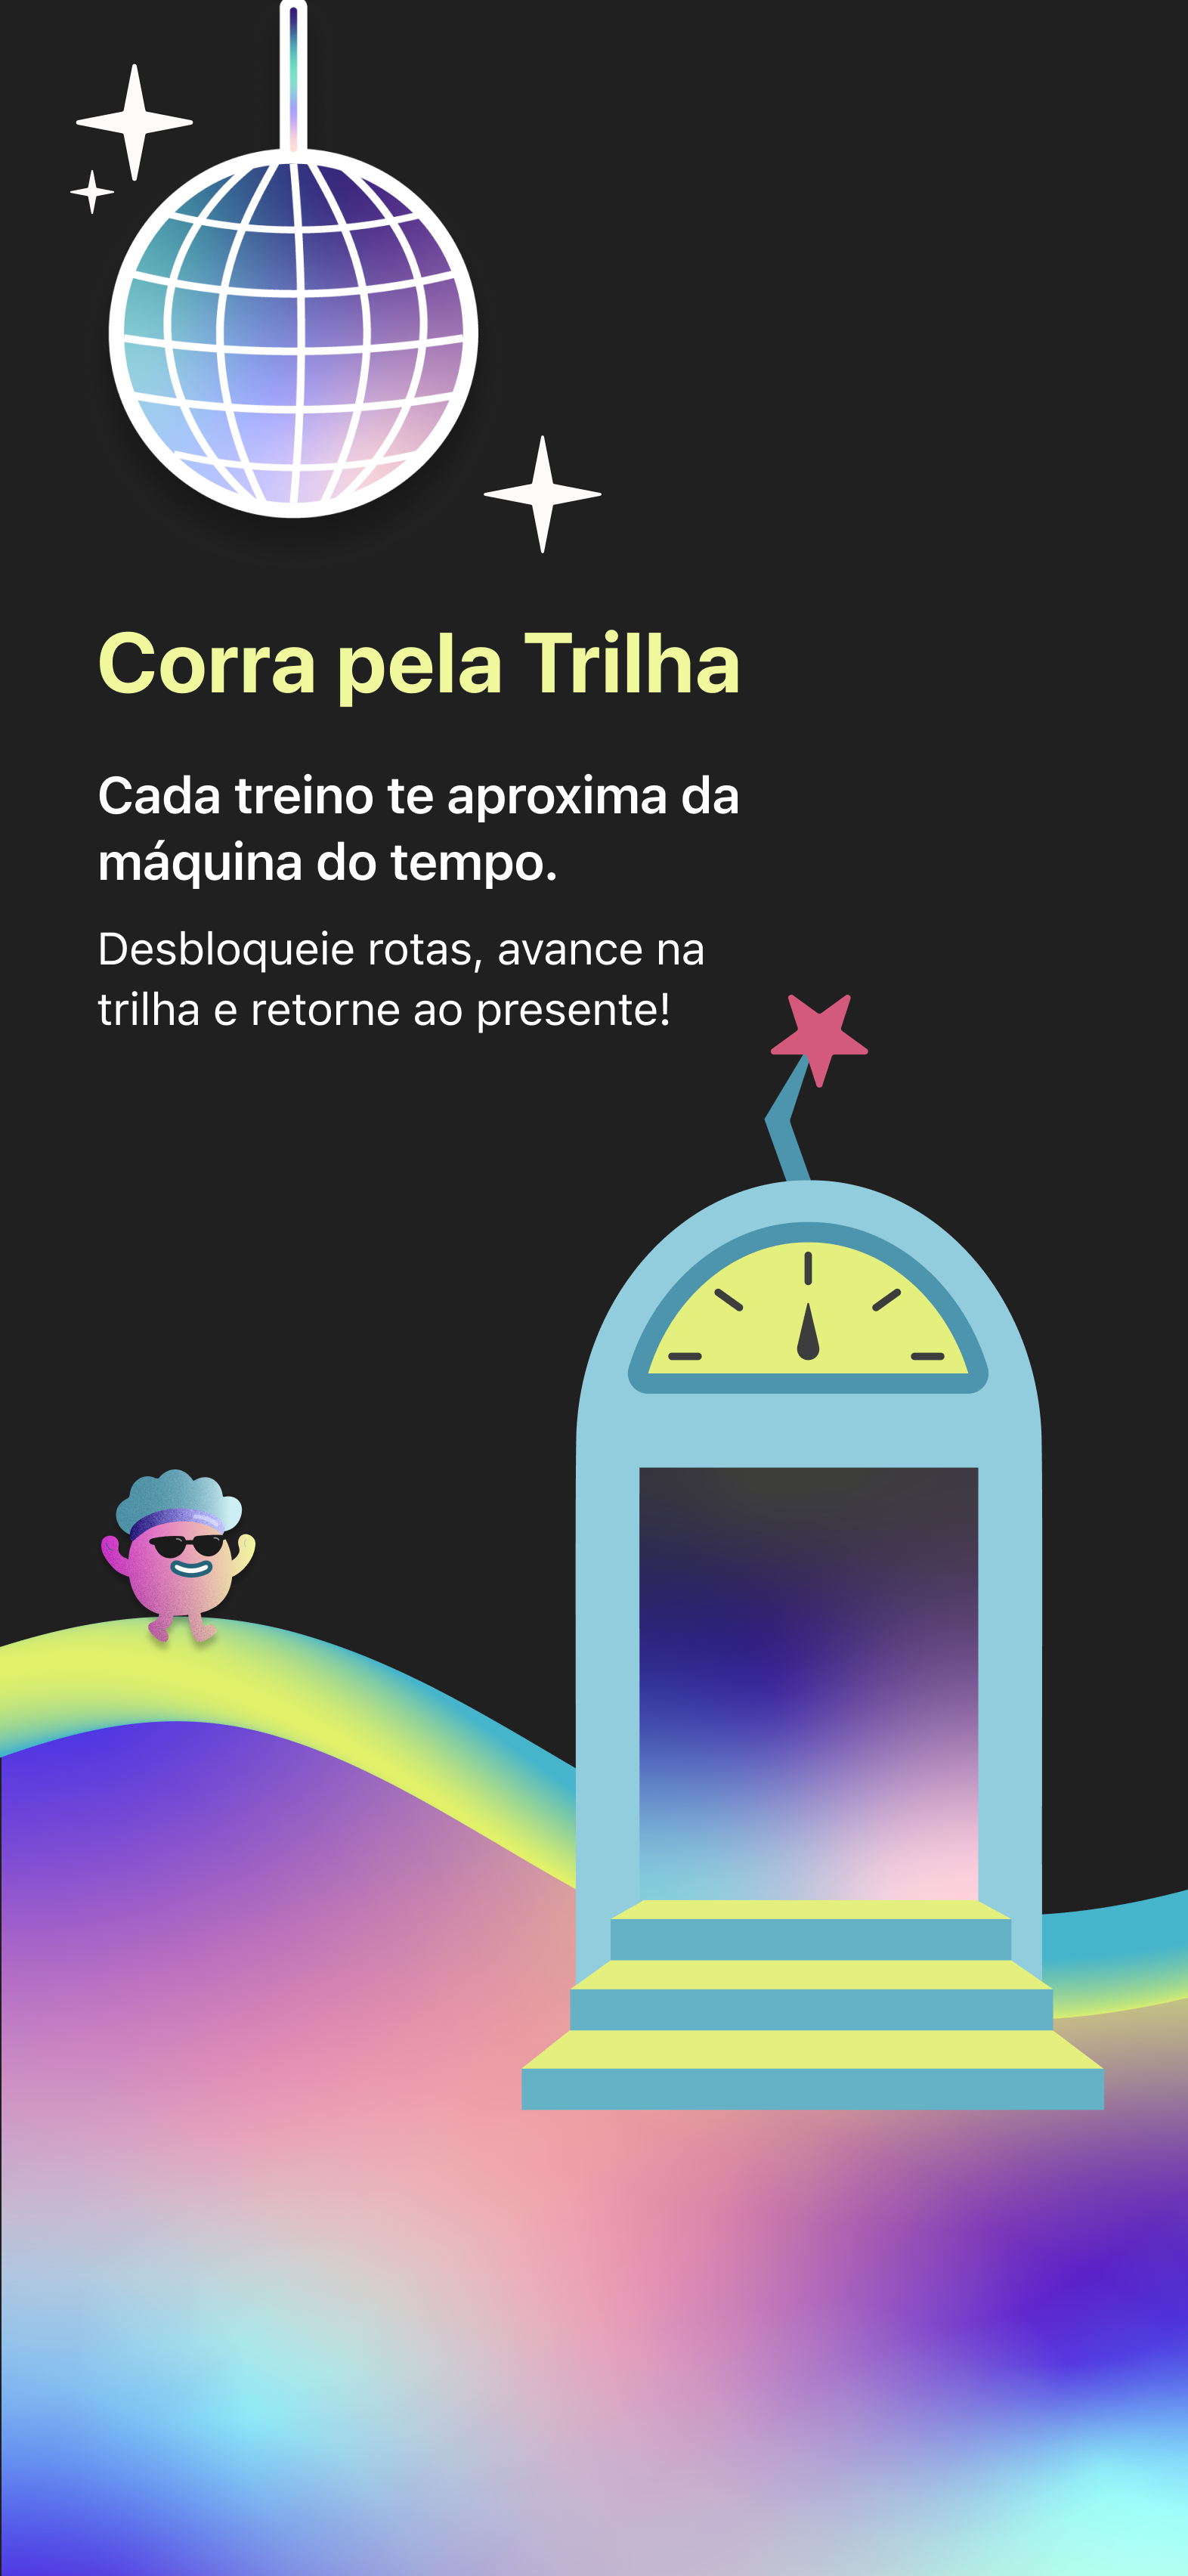 Corra pela Trilha
Cada treino te aproxima da
máquina do tempo.
Desbloqueie rotas, avance na
trilha e retorne ao presente!